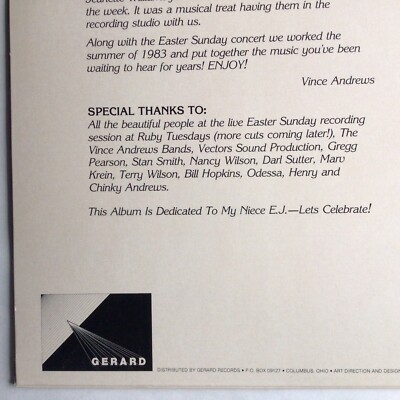 the week. It was a musical treat having them in the
recording studio with us.
Along with the Easter Sunday concert we worked the
summer of 1983 and put together the music you've been
waiting to hear for years! ENJOY!
Vince Andrews
SPECIAL THANKS TO:
All the beautiful people at the live Easter Sunday recording
session at Ruby Tuesdays (more cuts coming later!), The
Vince Andrews Bands, Vectors Sound Production, Gregg
Pearson, Stan Smith, Nancy Wilson, Darl Sutter, Marv
Krein, Terry Wilson, Bill Hopkins, Odessa, Henry and
Chinky Andrews.
This Album is Dedicated To My Niece E.J.—Lets Celebrate!
GERARD
DISTRIBUTED BY GERARD RECORDS • P.O. BOX 09121 • COLUMBUS, OHIO • ART DIRECTION AND DESIGN